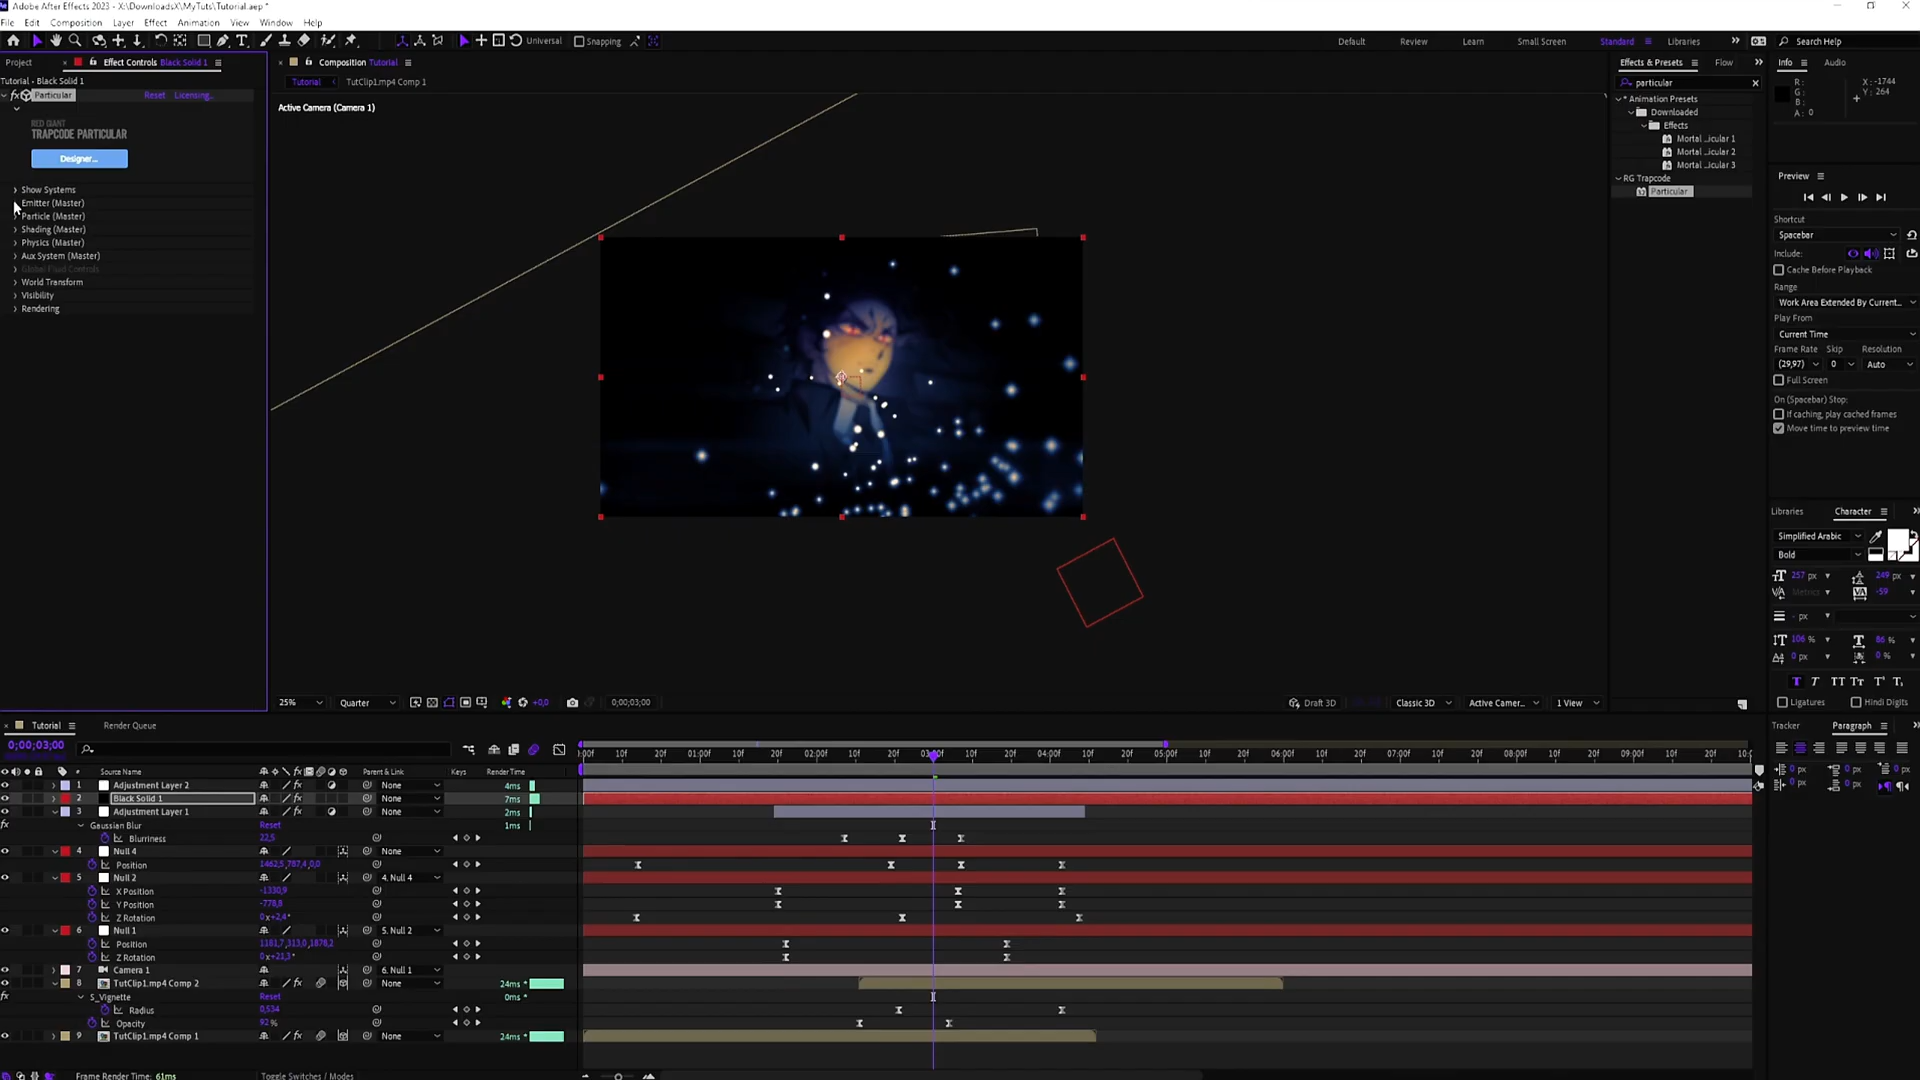 Adobe After Effects 2023 - X:\DownloadsX\MyTuts\Tutorial.aep *
File Edit Composition Layer Effect Animation View Window Help
Universal Snapping Default Review Learn Small Screen Standard Libraries Search Help
Project Effect Controls Black Solid 1
Tutorial • Black Solid 1
fx Particular Reset Licensing...
RED GIANT
TRAPCODE PARTICULAR
Designer...
Show Systems
Emitter (Master)
Particle (Master)
Shading (Master)
Physics (Master)
Aux System (Master)
Global Fluid Controls
World Transform
Visibility
Rendering
Composition Tutorial
Tutorial TutClip1.mp4 Comp 1
Active Camera (Camera 1)
25% Quarter +0,0 0;00;03;00 Draft 3D Classic 3D Active Camer... 1 View
Effects & Presets Flow
particular
* Animation Presets
Downloaded
Effects
Mortal ...icular 1
Mortal ...icular 2
Mortal ...icular 3
RG Trapcode
Particular
Info Audio
R: X: -1744
G: Y: 264
B:
A: 0
Preview
Shortcut
Spacebar
Include:
Cache Before Playback
Range
Work Area Extended By Current...
Play From
Current Time
Frame Rate Skip Resolution
(29,97) 0 Auto
Full Screen
On (Spacebar) Stop:
If caching, play cached frames
Move time to preview time
Libraries Character
Simplified Arabic
Bold
257 px 249 px
Metrics -59
- px
106 % 86 %
0 px 0 %
Ligatures Hindi Digits
Tracker Paragraph
0 px 0 px 0 px
0 px 0 px
Tutorial Render Queue
0;00;03;00
:00f 10f 20f 01:00f 10f 20f 02:00f 10f 20f 03:00f 10f 20f 04:00f 10f 20f 05:00f 10f 20f 06:00f 10f 20f 07:00f 10f 20f 08:00f 10f 20f 09:00f 10f 20f 10:0
# Source Name Parent & Link Keys Render Time
1 Adjustment Layer 2 None 4ms
2 Black Solid 1 None 7ms
3 Adjustment Layer 1 None 2ms
Gaussian Blur Reset 1ms
Blurriness 22,5
4 Null 4 None
Position 1462,5,787,4,0,0
5 Null 2 4. Null 4
X Position -1330,9
Y Position -778,8
Z Rotation 0x+2,4°
6 Null 1 5. Null 2
Position 1181,7,313,0,1878,2
Z Rotation 0x+21,3°
7 Camera 1 6. Null 1
8 TutClip1.mp4 Comp 2 None 24ms *
S_Vignette Reset 0ms *
Radius 0,534
Opacity 92 %
9 TutClip1.mp4 Comp 1 None 24ms *
Frame Render Time: 61ms Toggle Switches / Modes